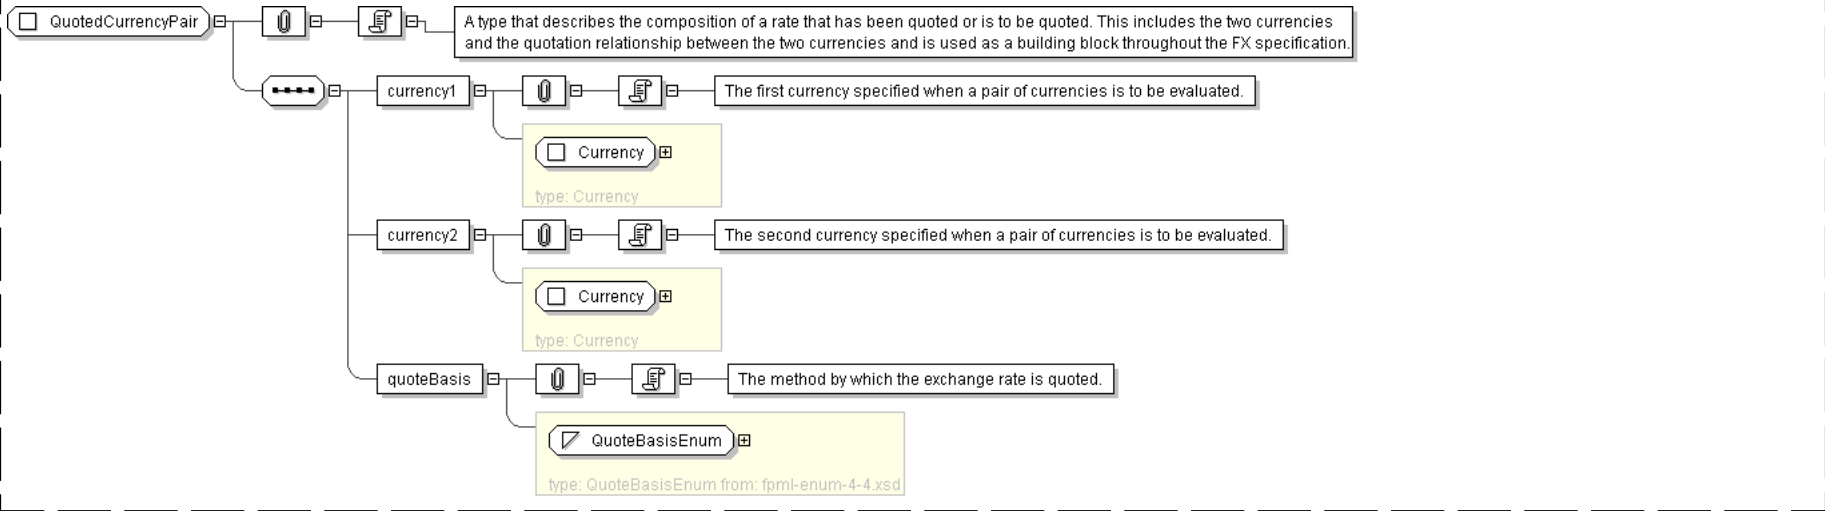 QuotedCurrencyPair
A type that describes the composition of a rate that has been quoted or is to be quoted. This includes the two currencies
and the quotation relationship between the two currencies and is used as a building block throughout the FX specification.
currency1
The first currency specified when a pair of currencies is to be evaluated.
Currency
type: Currency
currency2
The second currency specified when a pair of currencies is to be evaluated.
Currency
type: Currency
quoteBasis
The method by which the exchange rate is quoted.
QuoteBasisEnum
type: QuoteBasisEnum from: fpml-enum-4-4.xsd